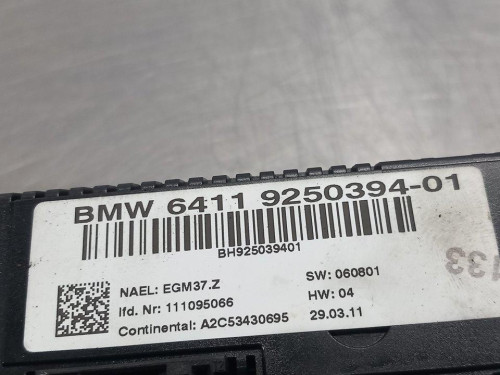 BMW 6411 9250394-01
BH925039401
NAEL: EGM37.Z
SW: 060801
lfd. Nr: 111095066
HW: 04
Continental: A2C53430695
29.03.11